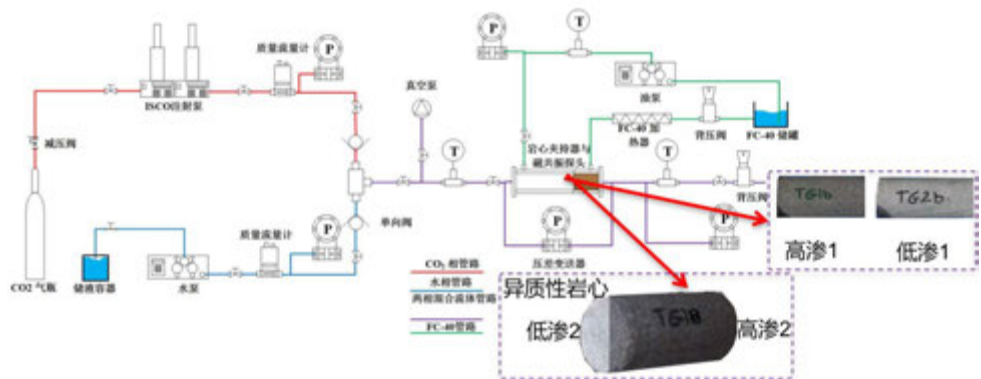 质量流量计
P
P
T
ISCO注射泵
真空泵
油泵
减压阀
FC-40 加
热器
背压阀
FC-40 储罐
T
岩心夹持器与
磁共振探头
T
背压阀
质量流量计
P
单向阀
P
压差变送器
P
CO2 气瓶
储液容器
水泵
CO₂ 相管路
水相管路
两相混合流体管路
FC-40管路
TG1b
TG2b
高渗1
低渗1
异质性岩心
低渗2
TG18
高渗2